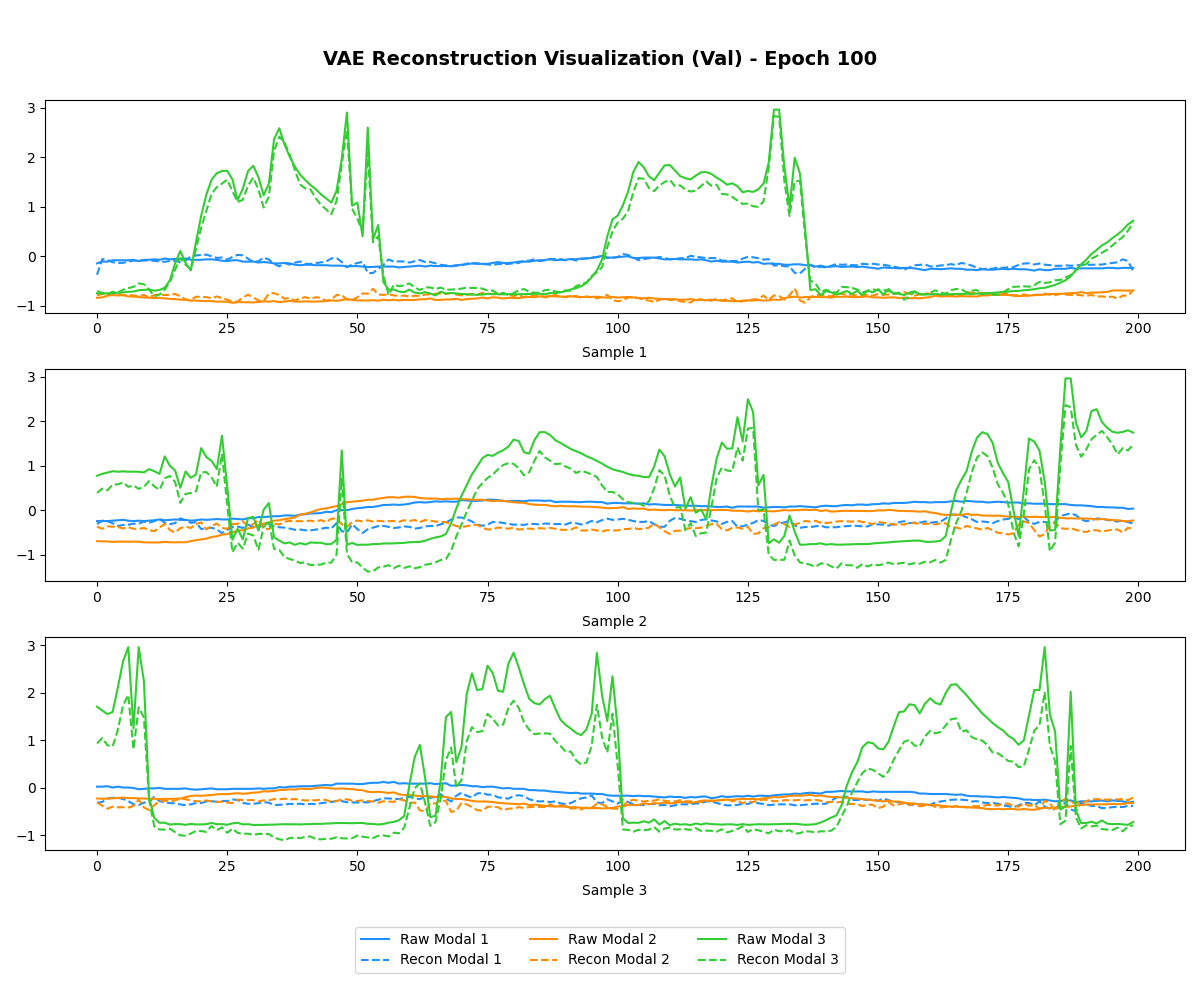 VAE Reconstruction Visualization (Val) - Epoch 100
3
2
1
0
−1
0 25 50 75 100 125 150 175 200
Sample 1
3
2
1
0
−1
0 25 50 75 100 125 150 175 200
Sample 2
3
2
1
0
−1
0 25 50 75 100 125 150 175 200
Sample 3
Raw Modal 1 Raw Modal 2 Raw Modal 3
Recon Modal 1 Recon Modal 2 Recon Modal 3